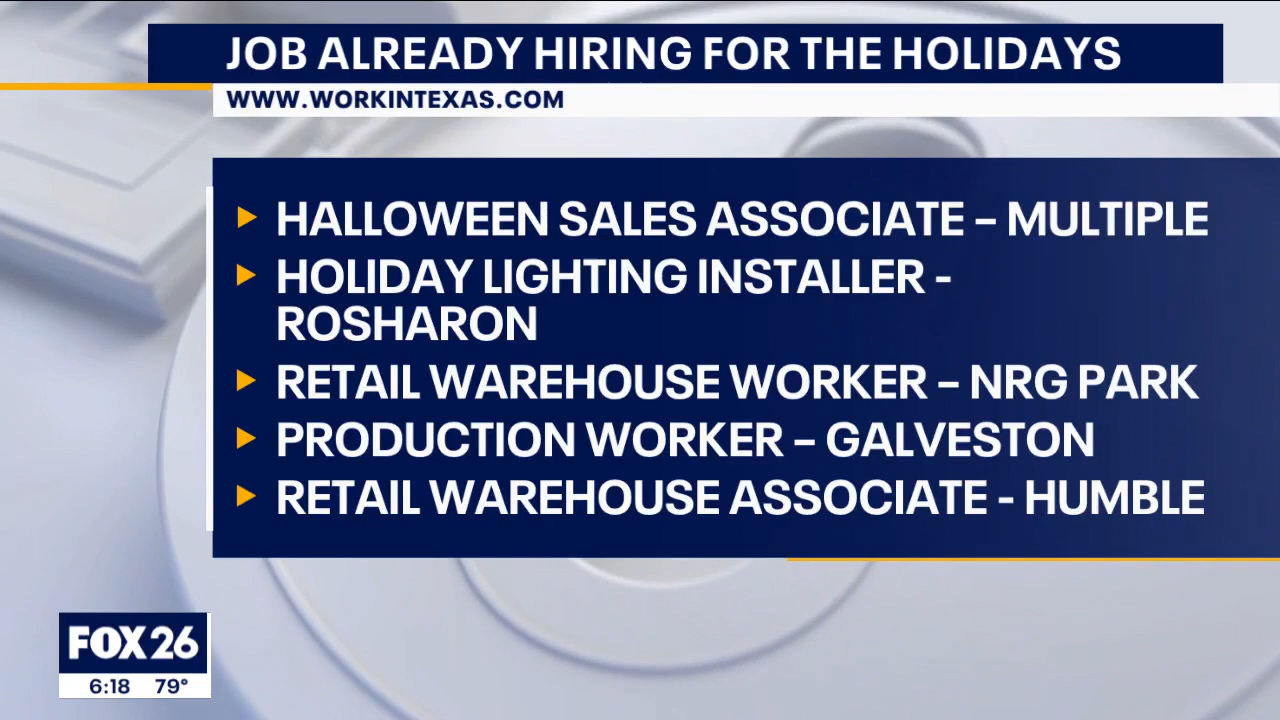 JOB ALREADY HIRING FOR THE HOLIDAYS
WWW.WORKINTEXAS.COM
HALLOWEEN SALES ASSOCIATE – MULTIPLE
HOLIDAY LIGHTING INSTALLER -
ROSHARON
RETAIL WAREHOUSE WORKER – NRG PARK
PRODUCTION WORKER – GALVESTON
RETAIL WAREHOUSE ASSOCIATE - HUMBLE
FOX 26
6:18 79°